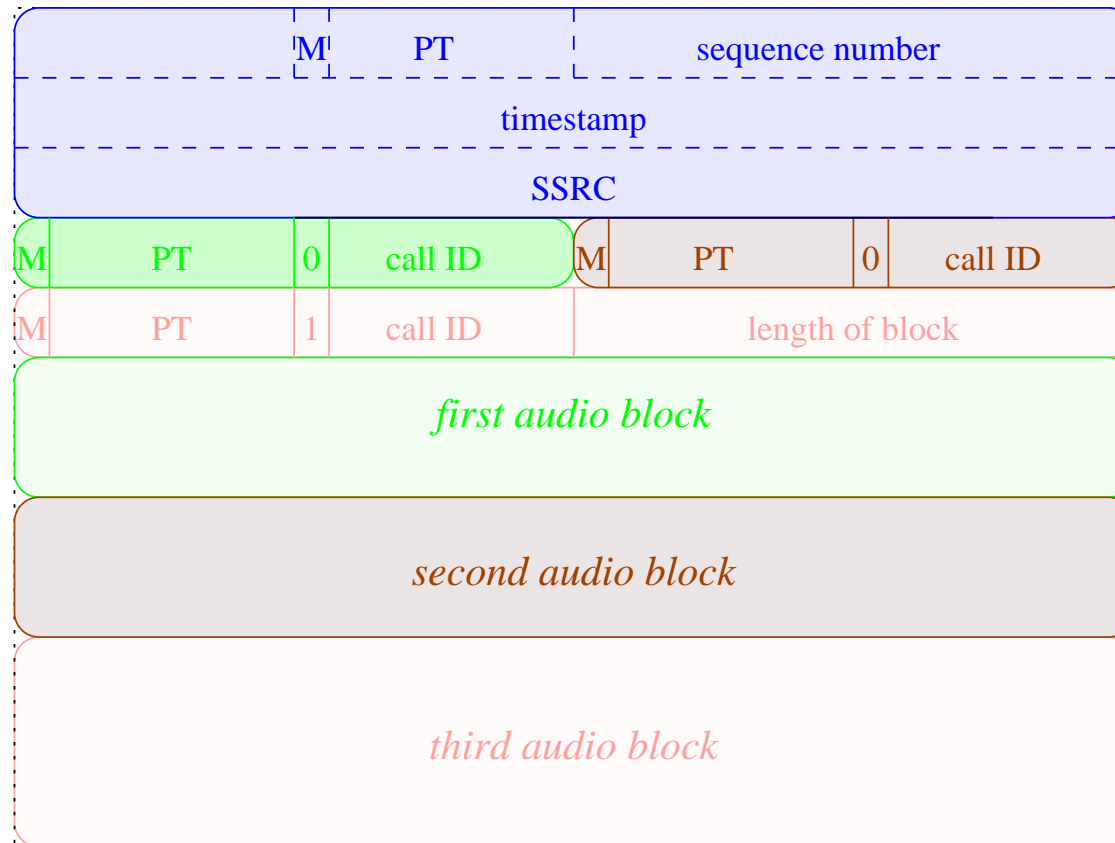 M PT sequence number
timestamp
SSRC
M PT 0 call ID M PT 0 call ID
M PT 1 call ID length of block
first audio block
second audio block
third audio block